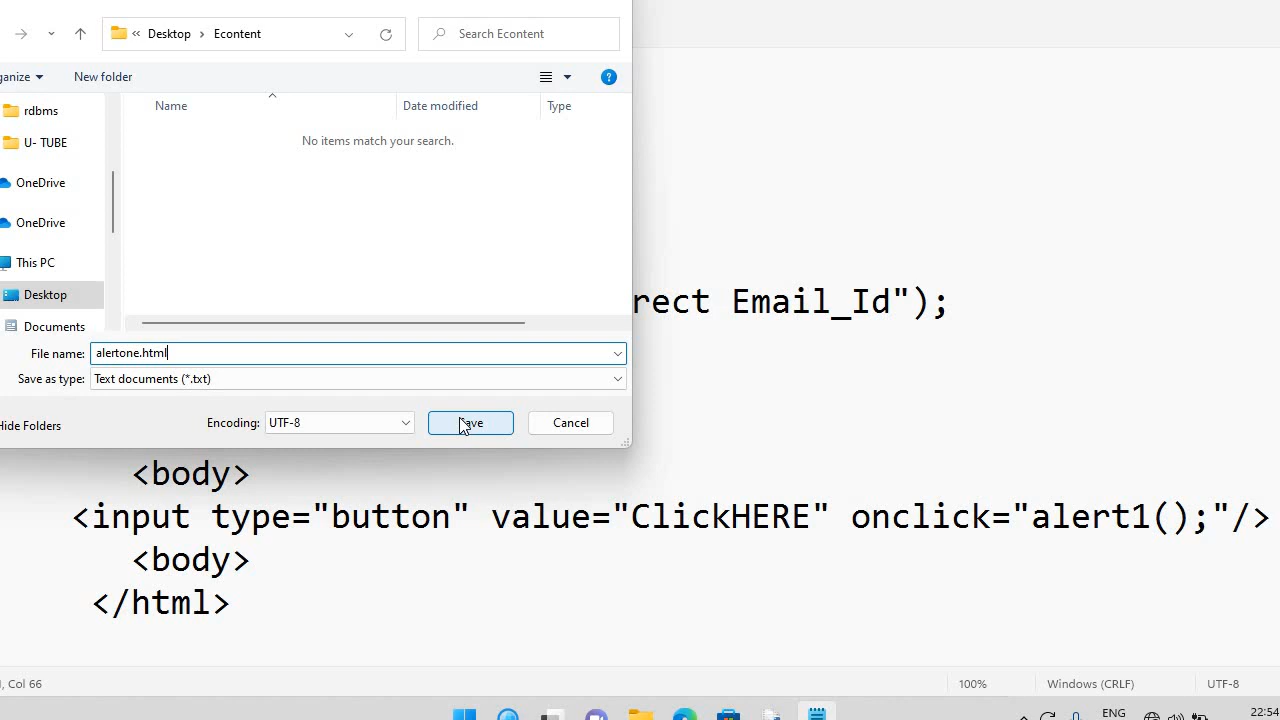 Desktop > Econtent
Search Econtent
New folder
Name
Date modified
Type
No items match your search.
rdbms
U- TUBE
OneDrive
OneDrive
This PC
Desktop
Documents
File name: alertone.html
Save as type: Text documents (*.txt)
Hide Folders
Encoding: UTF-8
Save
Cancel
Email_Id");
<body>
<input type="button" value="ClickHERE" onclick="alert1();"/>
<body>
</html>
Col 66
100%
Windows (CRLF)
UTF-8
ENG
22:54